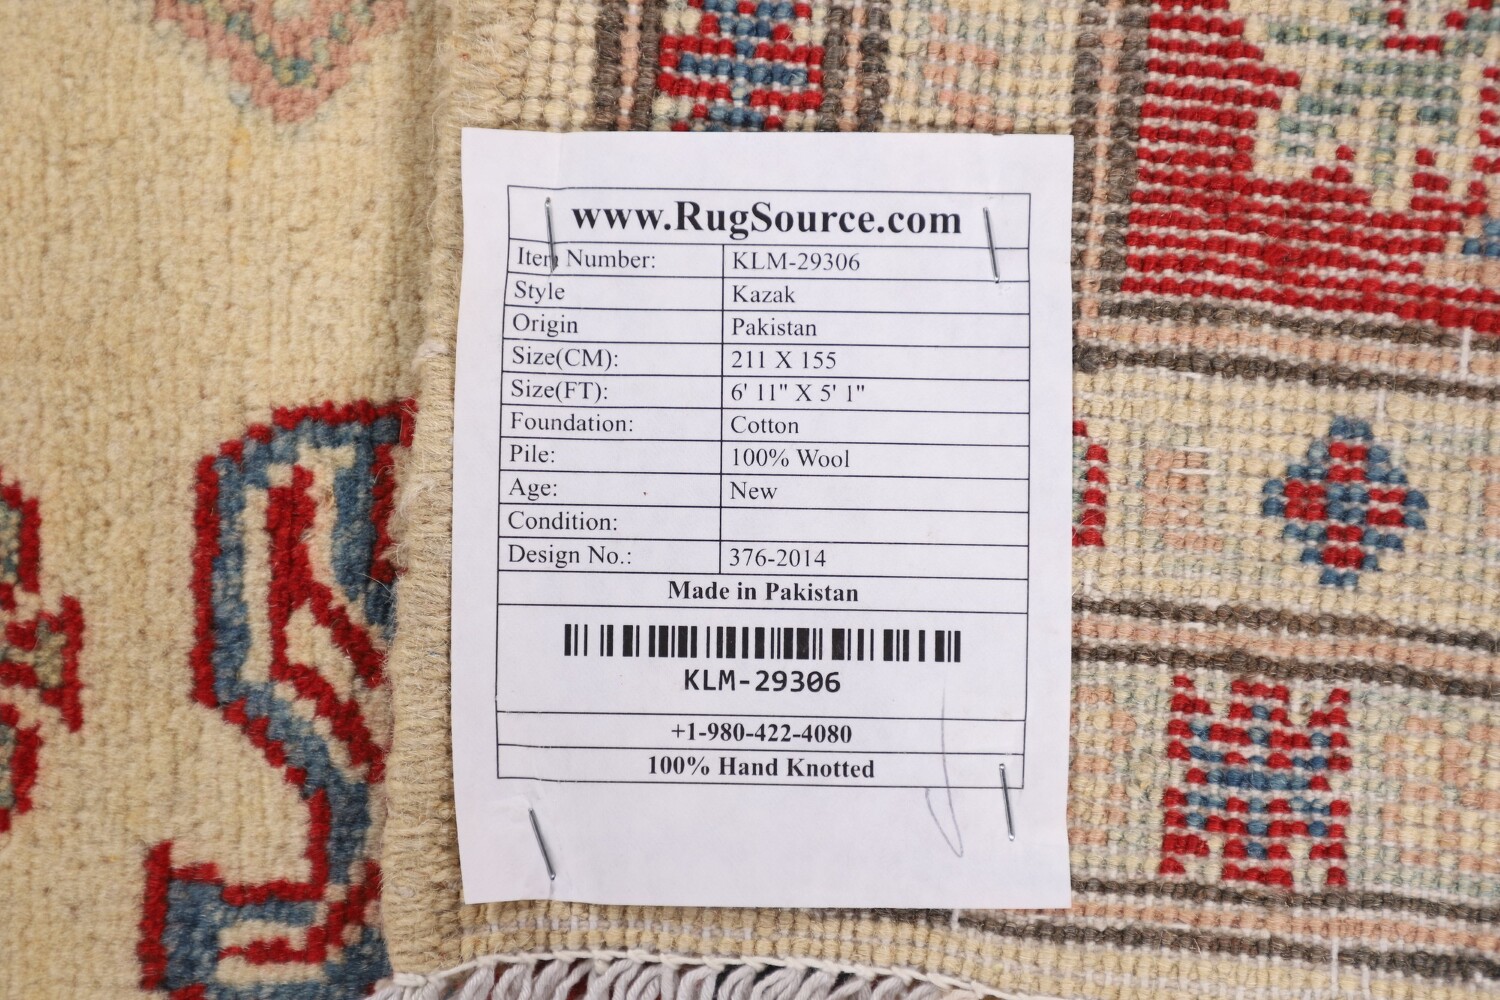 www.RugSource.com
Item Number: KLM-29306
Style Kazak
Origin Pakistan
Size(CM): 211 X 155
Size(FT): 6' 11" X 5' 1"
Foundation: Cotton
Pile: 100% Wool
Age: New
Condition:
Design No.: 376-2014
Made in Pakistan
KLM-29306
+1-980-422-4080
100% Hand Knotted